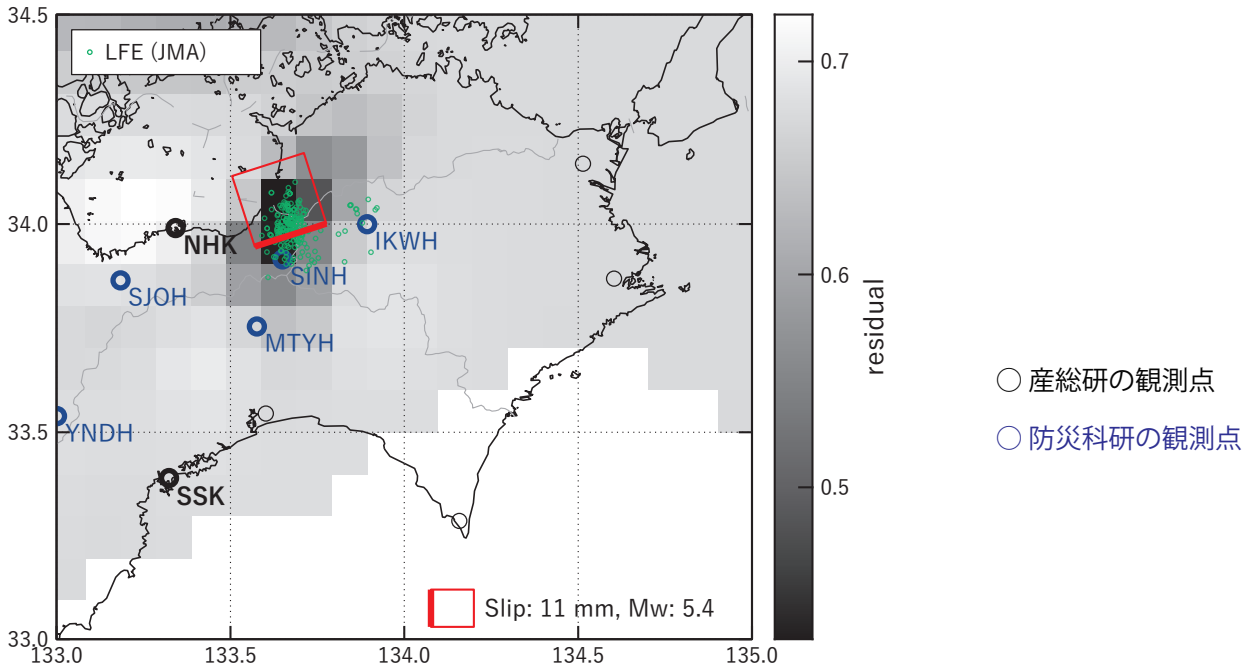 34.5
LFE (JMA)
0.7
34.0
NHK
IKWH
SINH
SJOH
0.6
MTYH
residual
○ 産総研の観測点
33.5
YNDH
○ 防災科研の観測点
SSK
0.5
Slip: 11 mm, Mw: 5.4
33.0
133.0 133.5 134.0 134.5 135.0